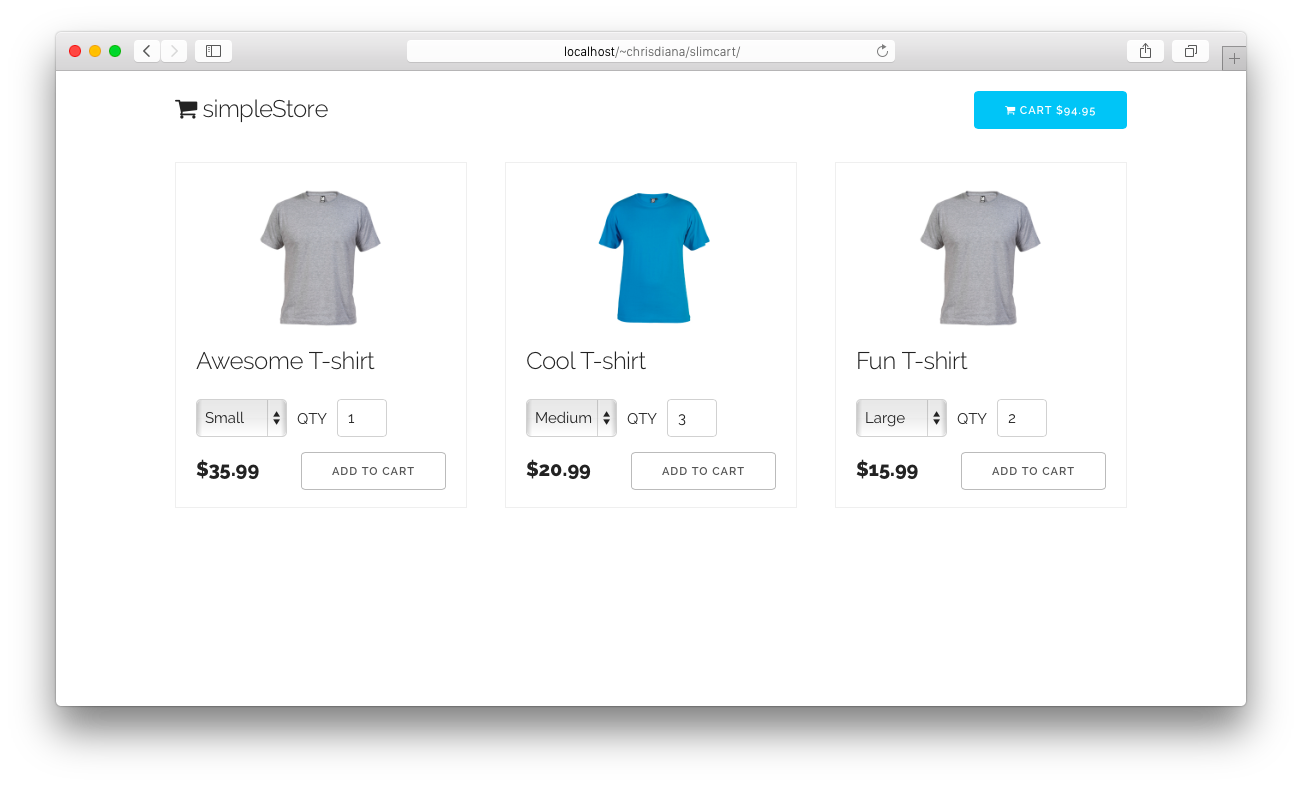 localhost/~chrisdiana/slimcart/
simpleStore
CART $94.95
Awesome T-shirt
Small QTY 1
$35.99 ADD TO CART
Cool T-shirt
Medium QTY 3
$20.99 ADD TO CART
Fun T-shirt
Large QTY 2
$15.99 ADD TO CART